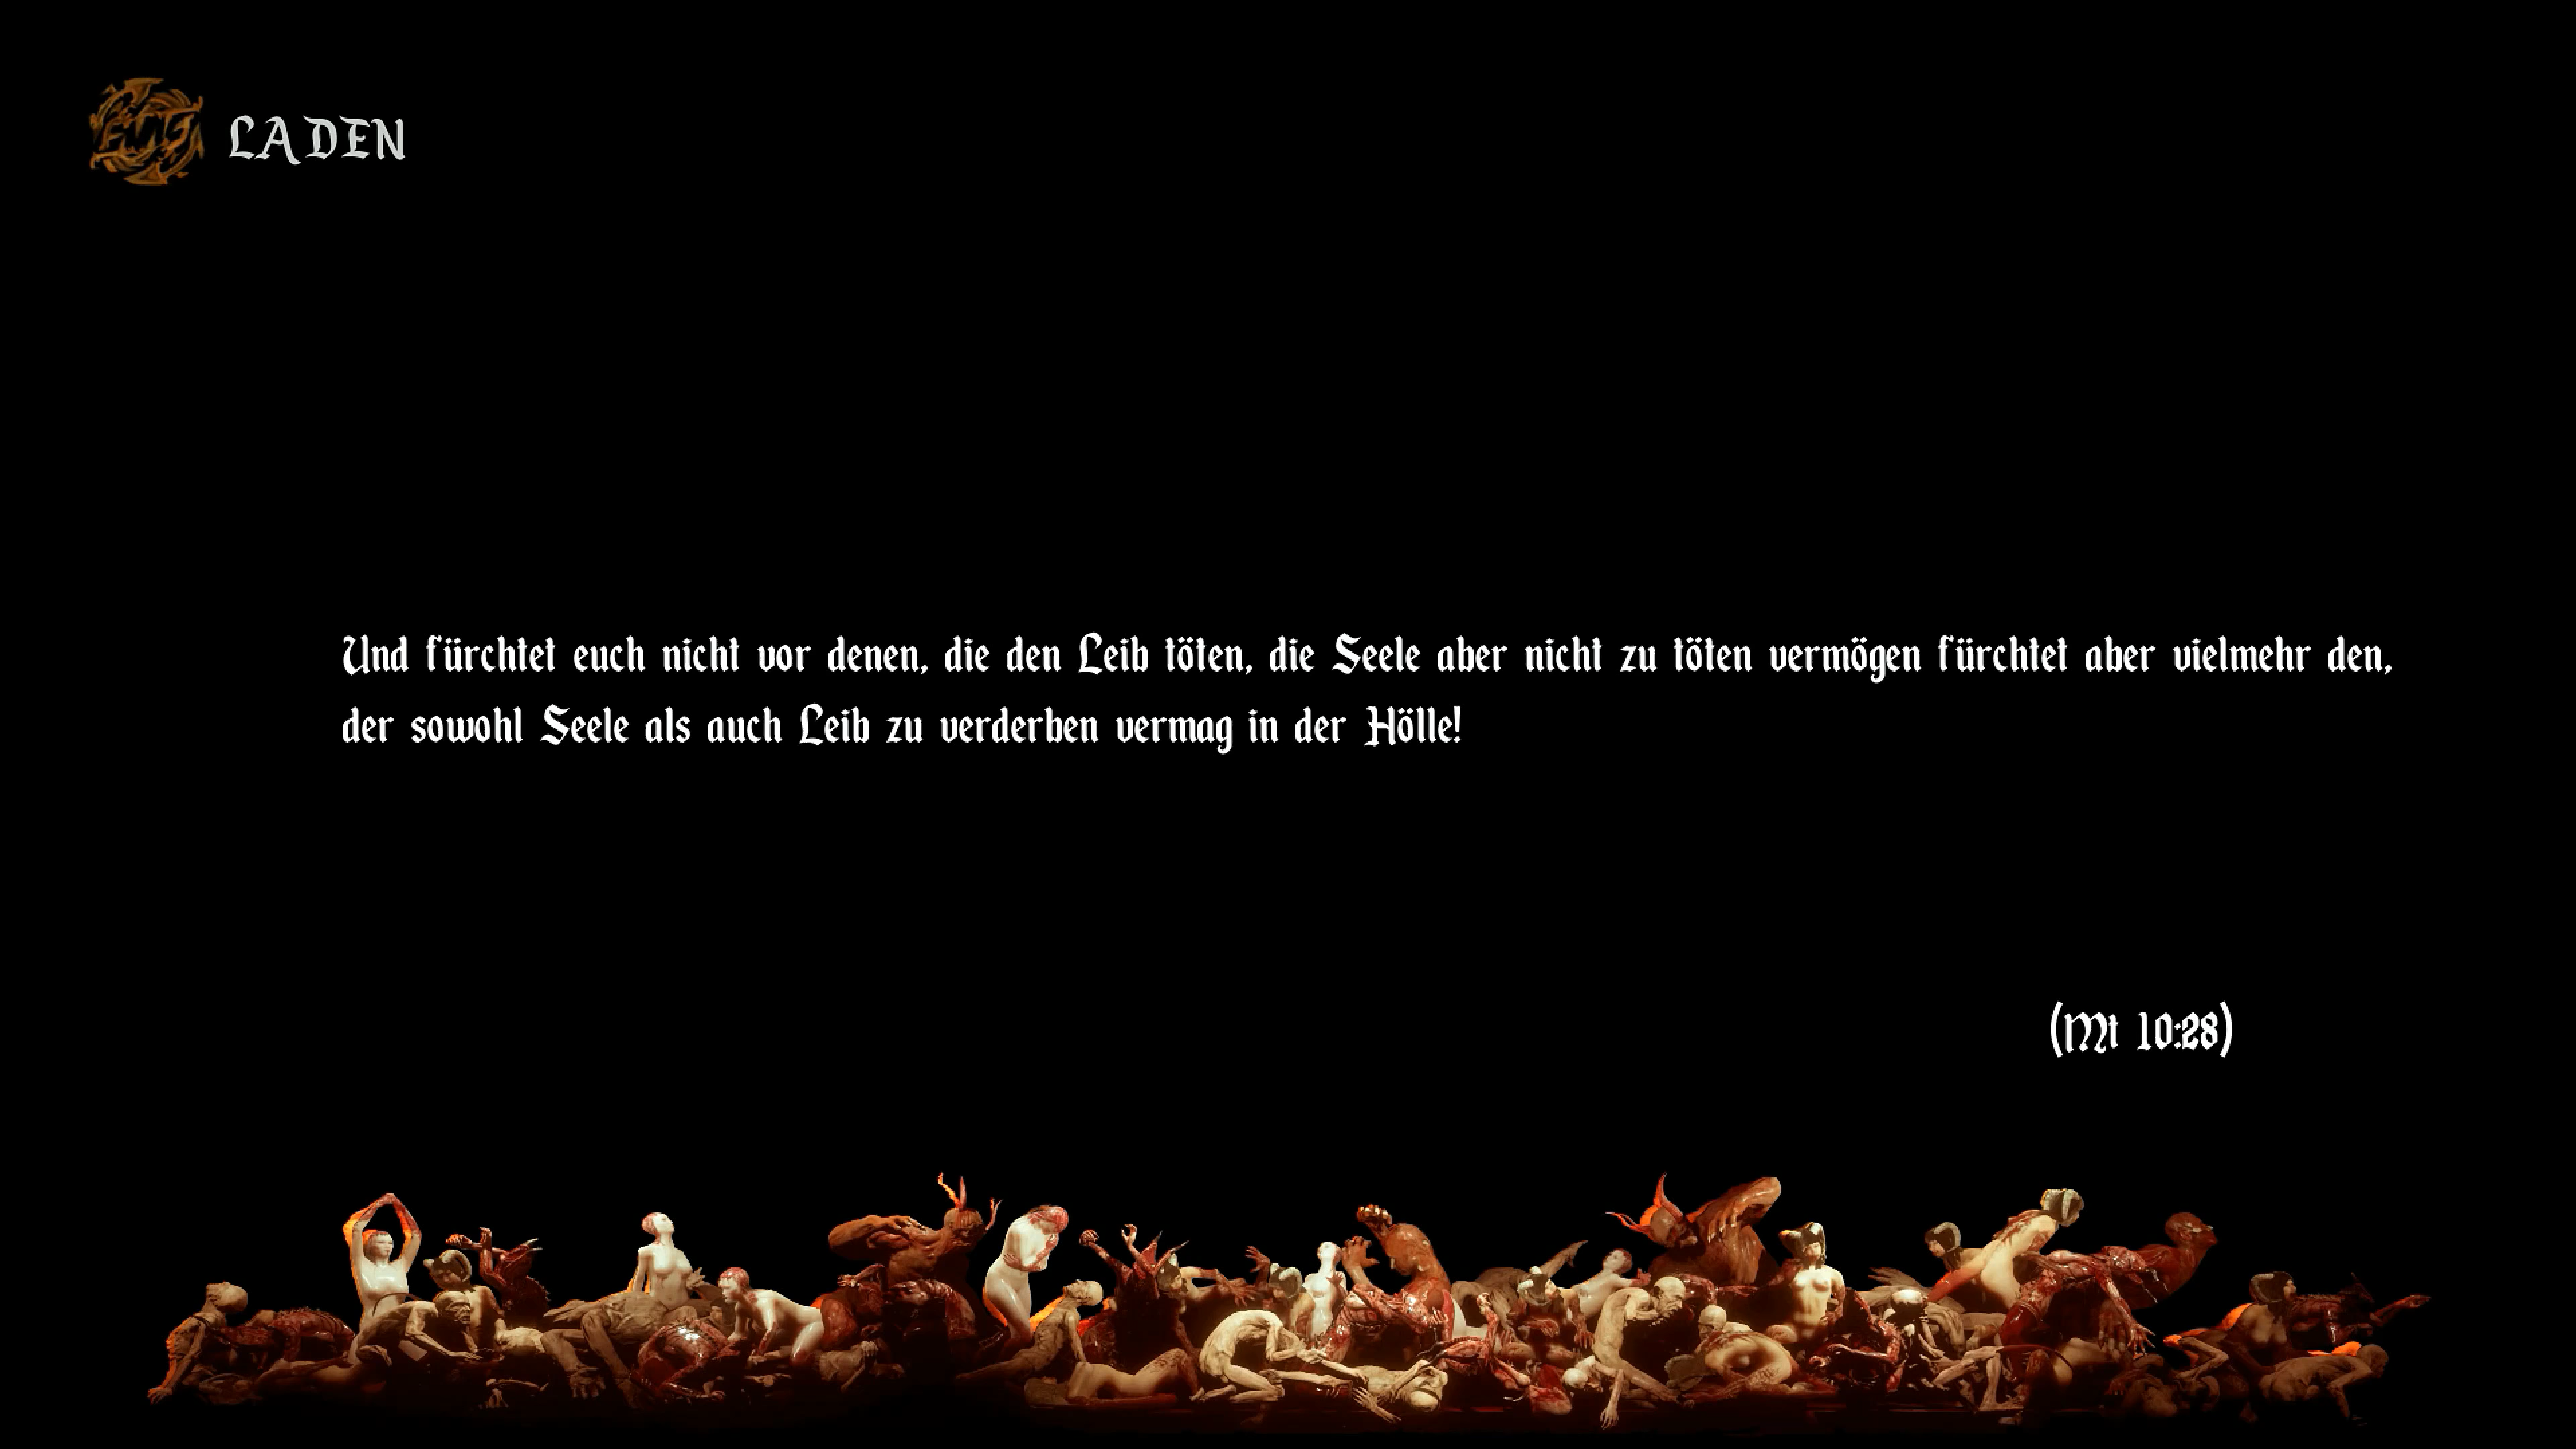 LADEN
Und fürchtet euch nicht vor denen, die den Leib töten, die Seele aber nicht zu töten vermögen fürchtet aber vielmehr den,
der sowohl Seele als auch Leib zu verderben vermag in der Hölle!
(Mt 10:28)